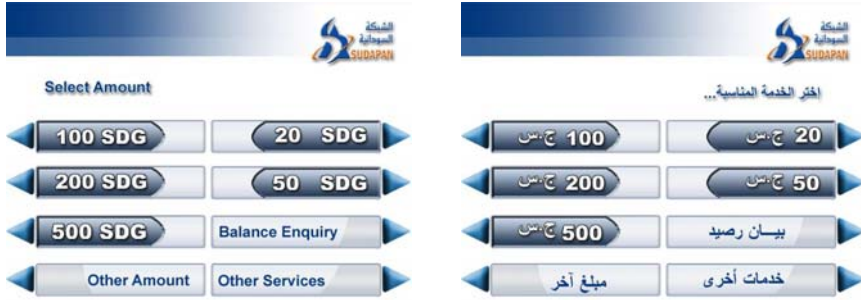 الشبكة
السودانية
SUDAPAN
Select Amount
100 SDG
20 SDG
200 SDG
50 SDG
500 SDG
Balance Enquiry
Other Amount
Other Services
الشبكة
السودانية
SUDAPAN
إختر الخدمة المناسبة...
20 ج.س
100 ج.س
50 ج.س
200 ج.س
بيـــان رصيد
500 ج.س
خدمات أخرى
مبلغ آخر